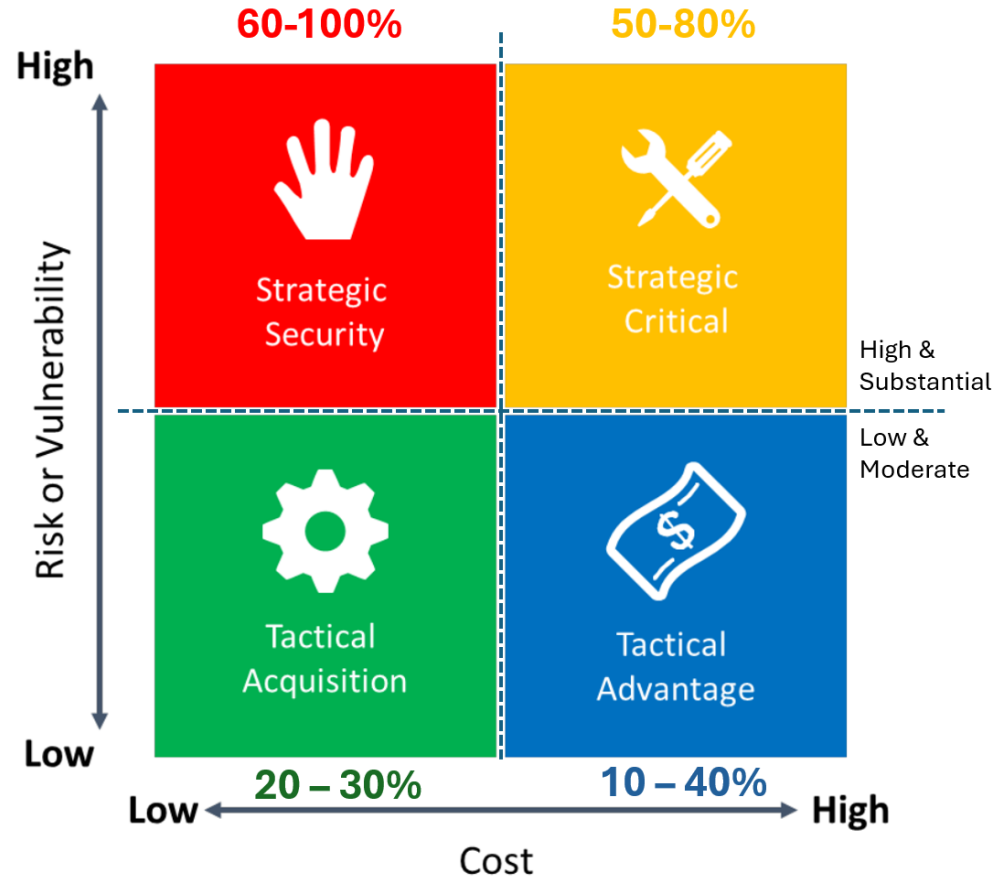 60-100%
50-80%
High
Strategic
Security
Strategic
Critical
High &
Substantial
Risk or Vulnerability
Low &
Moderate
Tactical
Acquisition
$
Tactical
Advantage
Low
20 – 30%
10 – 40%
Low
High
Cost